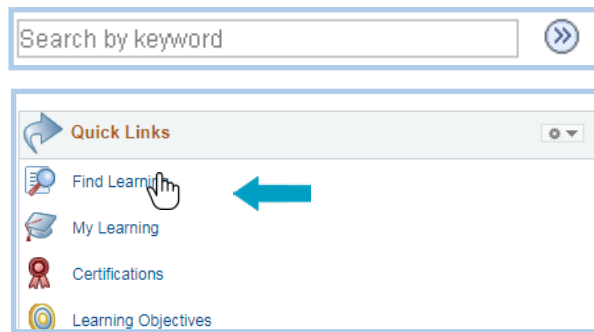 Search by keyword
Quick Links
Find Learning
My Learning
Certifications
Learning Objectives